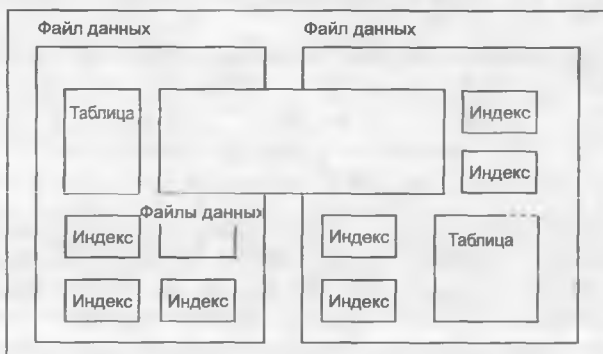 Файл данных
Файл данных
Таблица
Индекс
Индекс
Файлы данных
Индекс
Индекс
Таблица
Индекс
Индекс
Индекс